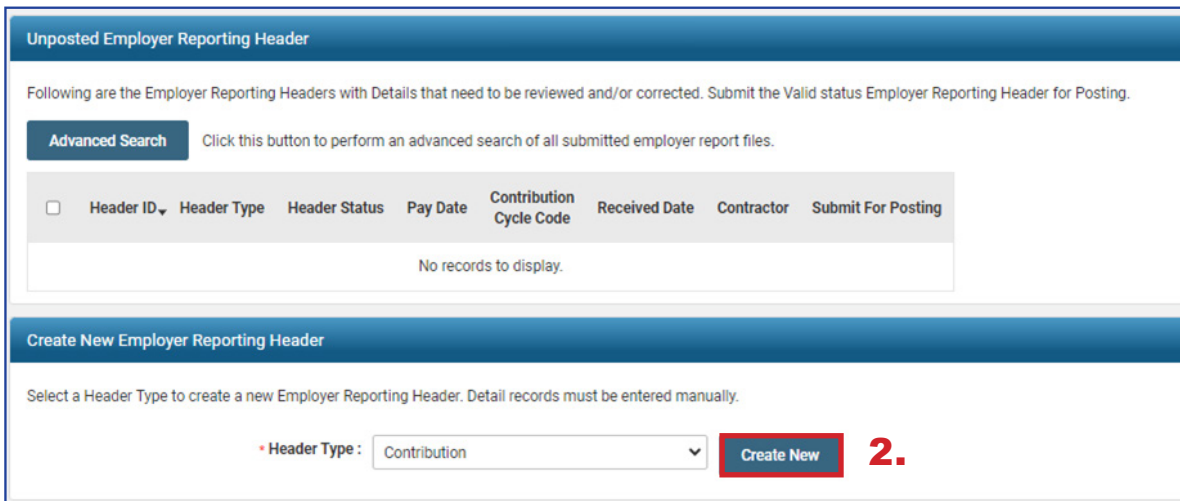 Unposted Employer Reporting Header
Following are the Employer Reporting Headers with Details that need to be reviewed and/or corrected. Submit the Valid status Employer Reporting Header for Posting.
Advanced Search Click this button to perform an advanced search of all submitted employer report files.
Header ID Header Type Header Status Pay Date Contribution Cycle Code Received Date Contractor Submit For Posting
No records to display.
Create New Employer Reporting Header
Select a Header Type to create a new Employer Reporting Header. Detail records must be entered manually.
* Header Type : Contribution Create New 2.